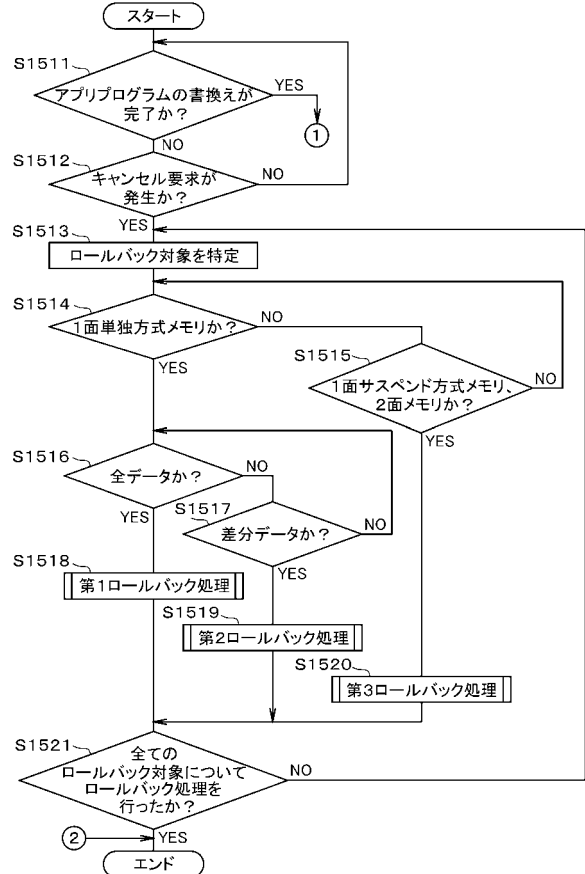 スタート
S1511
アプリプログラムの書換えが
完了か？
YES
①
NO
S1512
キャンセル要求が
発生か？
NO
YES
S1513
ロールバック対象を特定
S1514
1面単独方式メモリか？
NO
YES
S1515
1面サスペンド方式メモリ、
2面メモリか？
NO
YES
S1516
全データか？
NO
YES
S1517
差分データか？
NO
YES
S1518
第1ロールバック処理
S1519
第2ロールバック処理
S1520
第3ロールバック処理
S1521
全ての
ロールバック対象について
ロールバック処理を
行ったか？
NO
②
YES
エンド